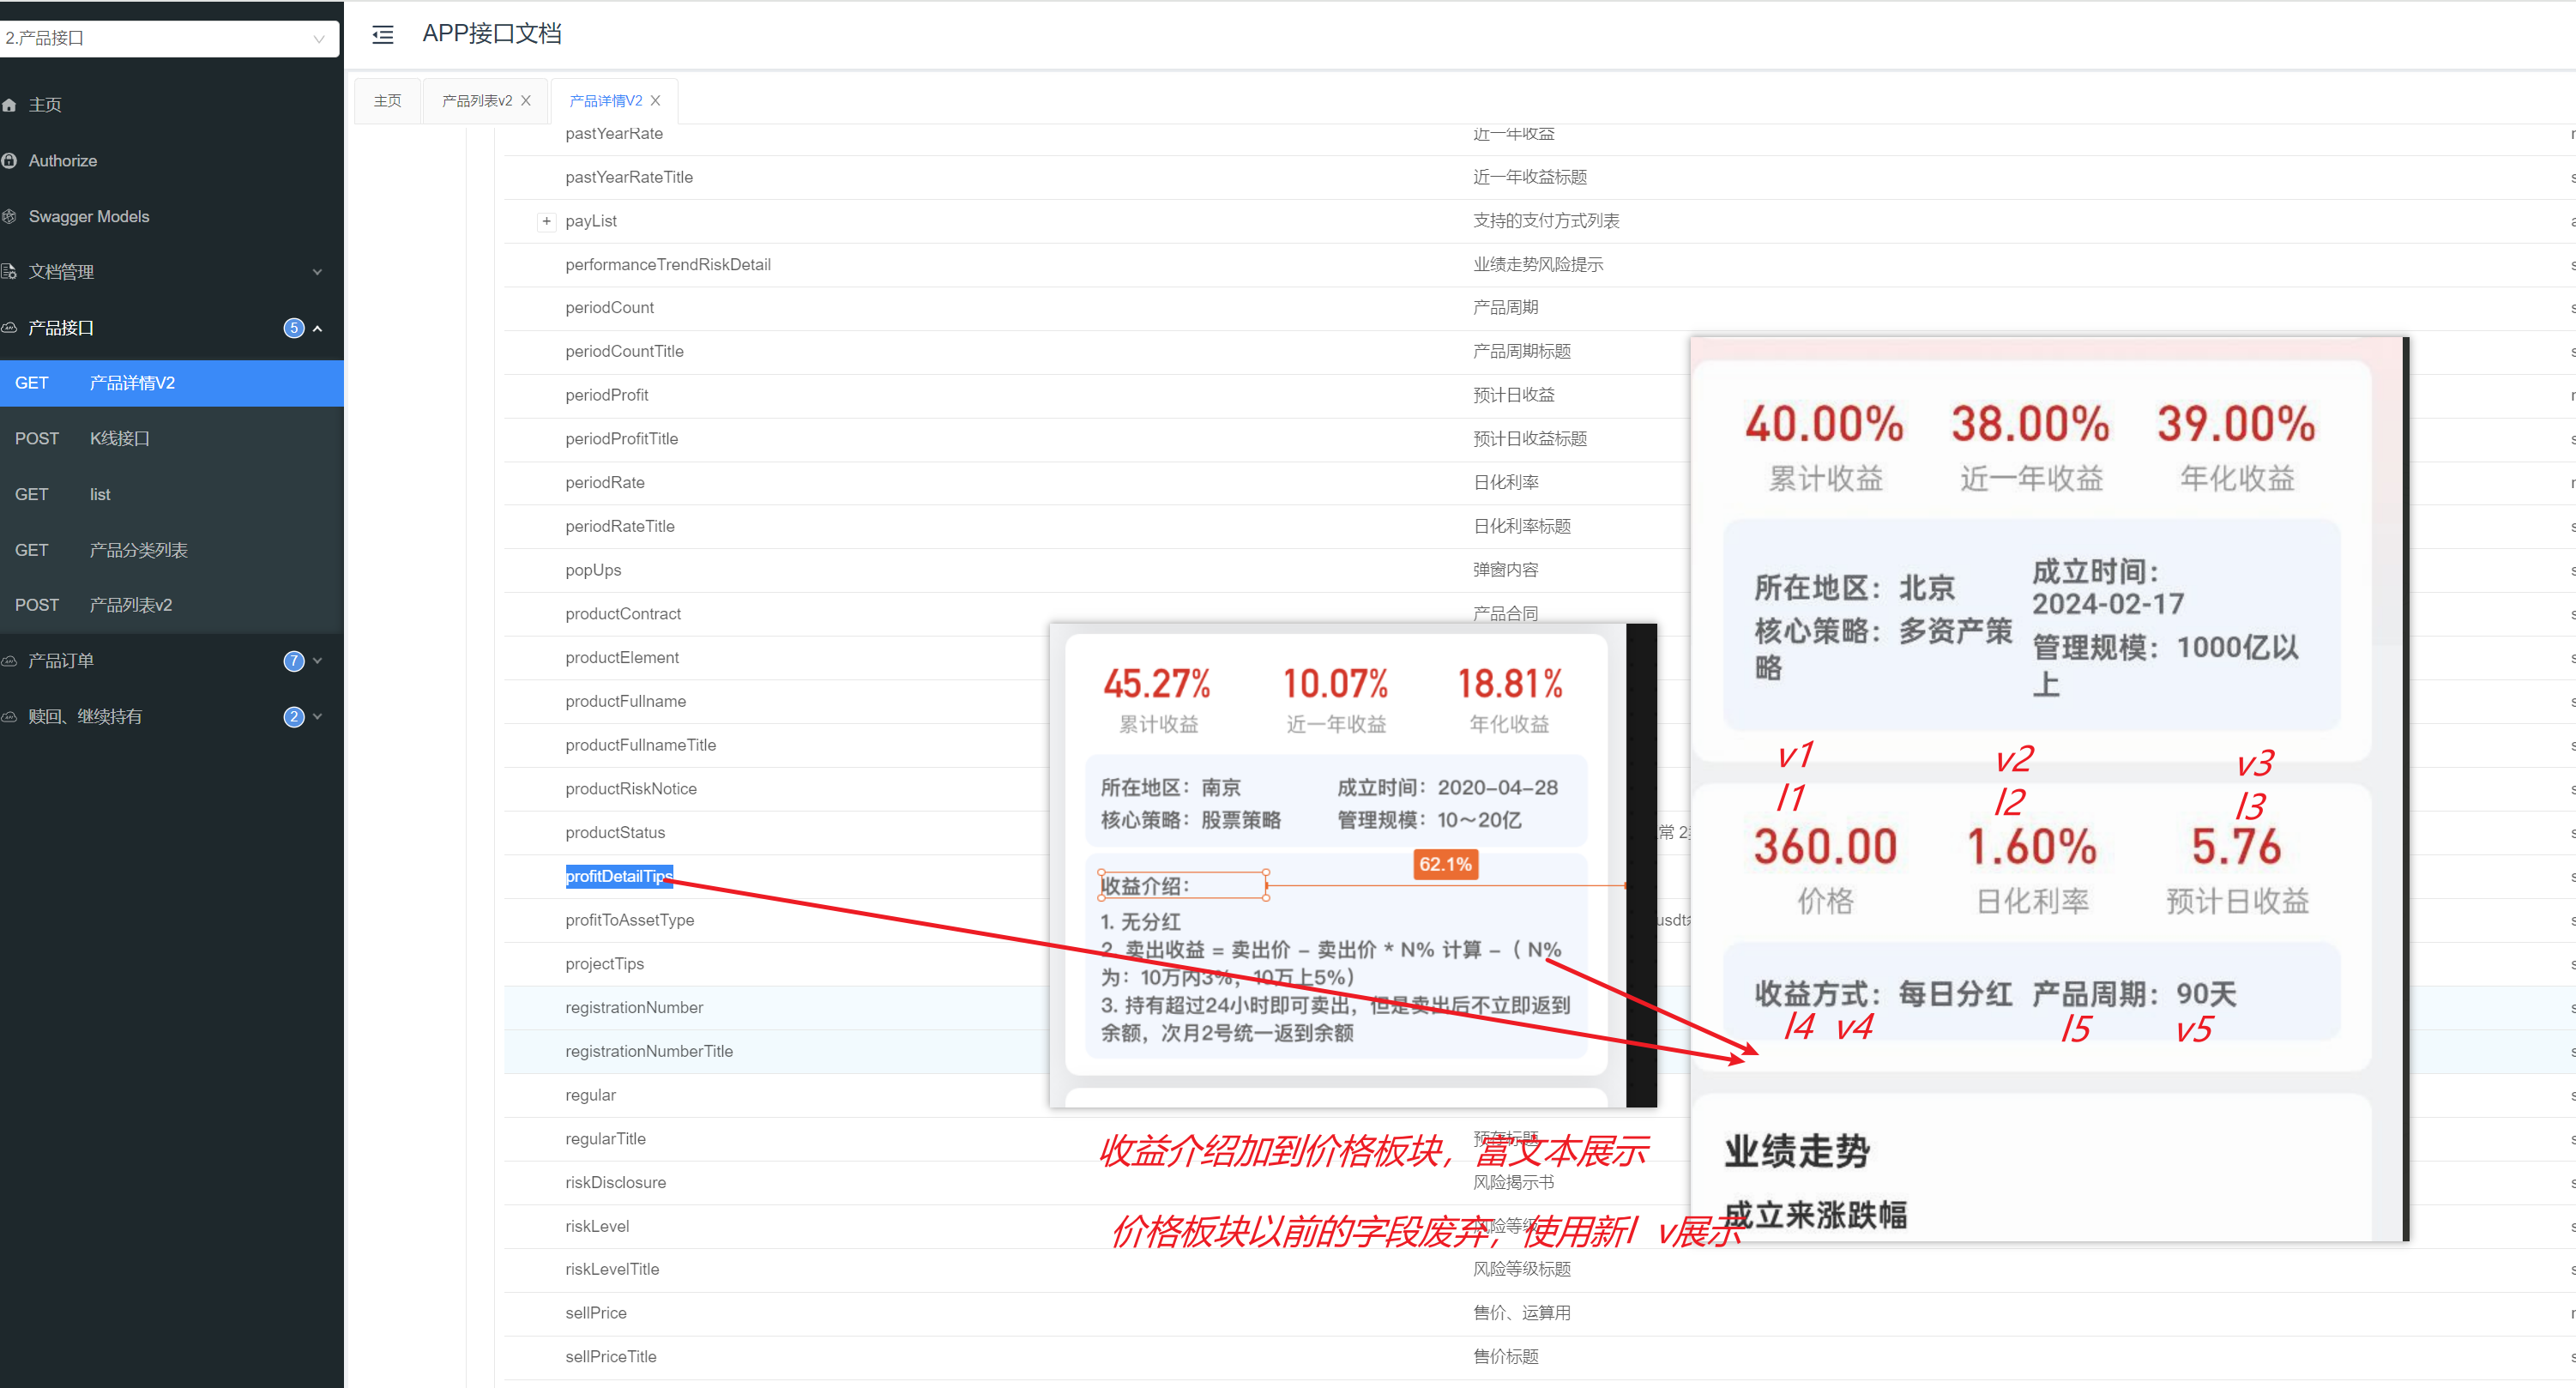 2.产品接口
APP接口文档
主页
产品列表v2
产品详情V2
主页
Authorize
Swagger Models
文档管理
产品接口
5
GET 产品详情V2
POST K线接口
GET list
GET 产品分类列表
POST 产品列表v2
产品订单
7
赎回、继续持有
2
pastYearRate 近一年收益
pastYearRateTitle 近一年收益标题
payList 支持的支付方式列表
performanceTrendRiskDetail 业绩走势风险提示
periodCount 产品周期
periodCountTitle 产品周期标题
periodProfit 预计日收益
periodProfitTitle 预计日收益标题
periodRate 日化利率
periodRateTitle 日化利率标题
popUps 弹窗内容
productContract 产品合同
productElement
productFullname
productFullnameTitle
productRiskNotice
productStatus
常 2
profitDetailTips
profitToAssetType
usdt
projectTips
registrationNumber
registrationNumberTitle
regular
regularTitle 预存标题
riskDisclosure 风险揭示书
riskLevel 风险等级
riskLevelTitle 风险等级标题
sellPrice 售价、运算用
sellPriceTitle 售价标题
45.27% 10.07% 18.81%
累计收益 近一年收益 年化收益
所在地区：南京 成立时间：2020-04-28
核心策略：股票策略 管理规模：10～20亿
62.1%
收益介绍：
1. 无分红
2. 卖出收益 = 卖出价 - 卖出价 * N% 计算 -（ N%
为：10万内3%，10万上5%）
3. 持有超过24小时即可卖出，但是卖出后不立即返到
余额，次月2号统一返到余额
收益介绍加到价格板块，富文本展示
价格板块以前的字段废弃，使用新l v展示
40.00% 38.00% 39.00%
累计收益 近一年收益 年化收益
所在地区：北京
核心策略：多资产策
略
成立时间：
2024-02-17
管理规模：1000亿以
上
v1 v2 v3
l1 l2 l3
360.00 1.60% 5.76
价格 日化利率 预计日收益
收益方式：每日分红 产品周期：90天
l4 v4 l5 v5
业绩走势
成立来涨跌幅